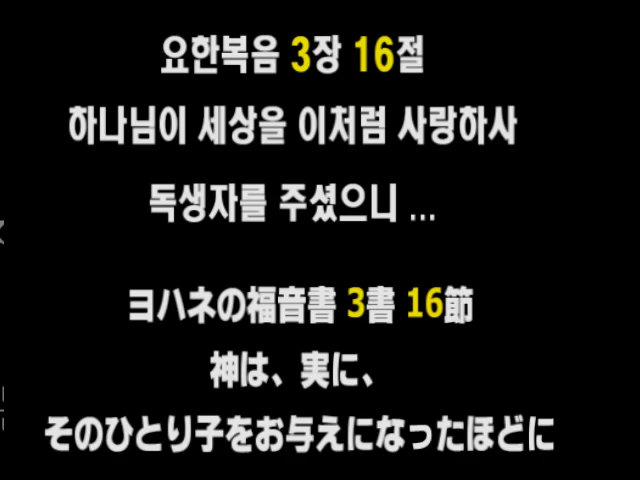 요한복음 3장 16절
하나님이 세상을 이처럼 사랑하사
독생자를 주셨으니 ...
ヨハネの福音書 3書 16節
神は、実に、
そのひとり子をお与えになったほどに